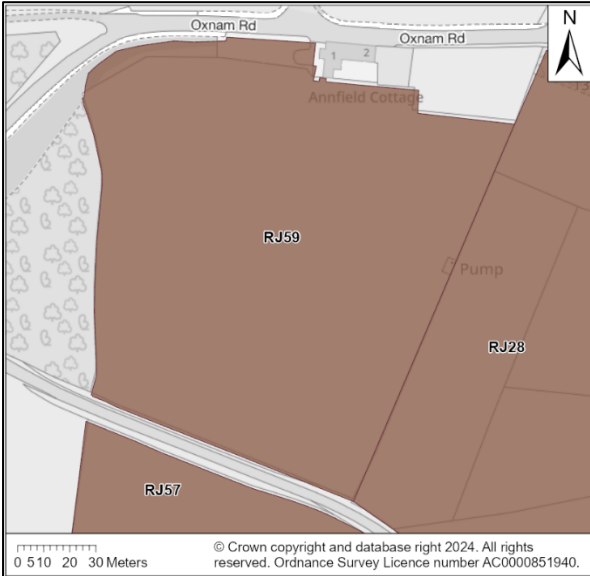 Oxnam Rd
Oxnam Rd
N
1 2
Annfield Cottage
RJ59
Pump
RJ28
RJ57
0 5 10 20 30 Meters
© Crown copyright and database right 2024. All rights
reserved. Ordnance Survey Licence number AC0000851940.